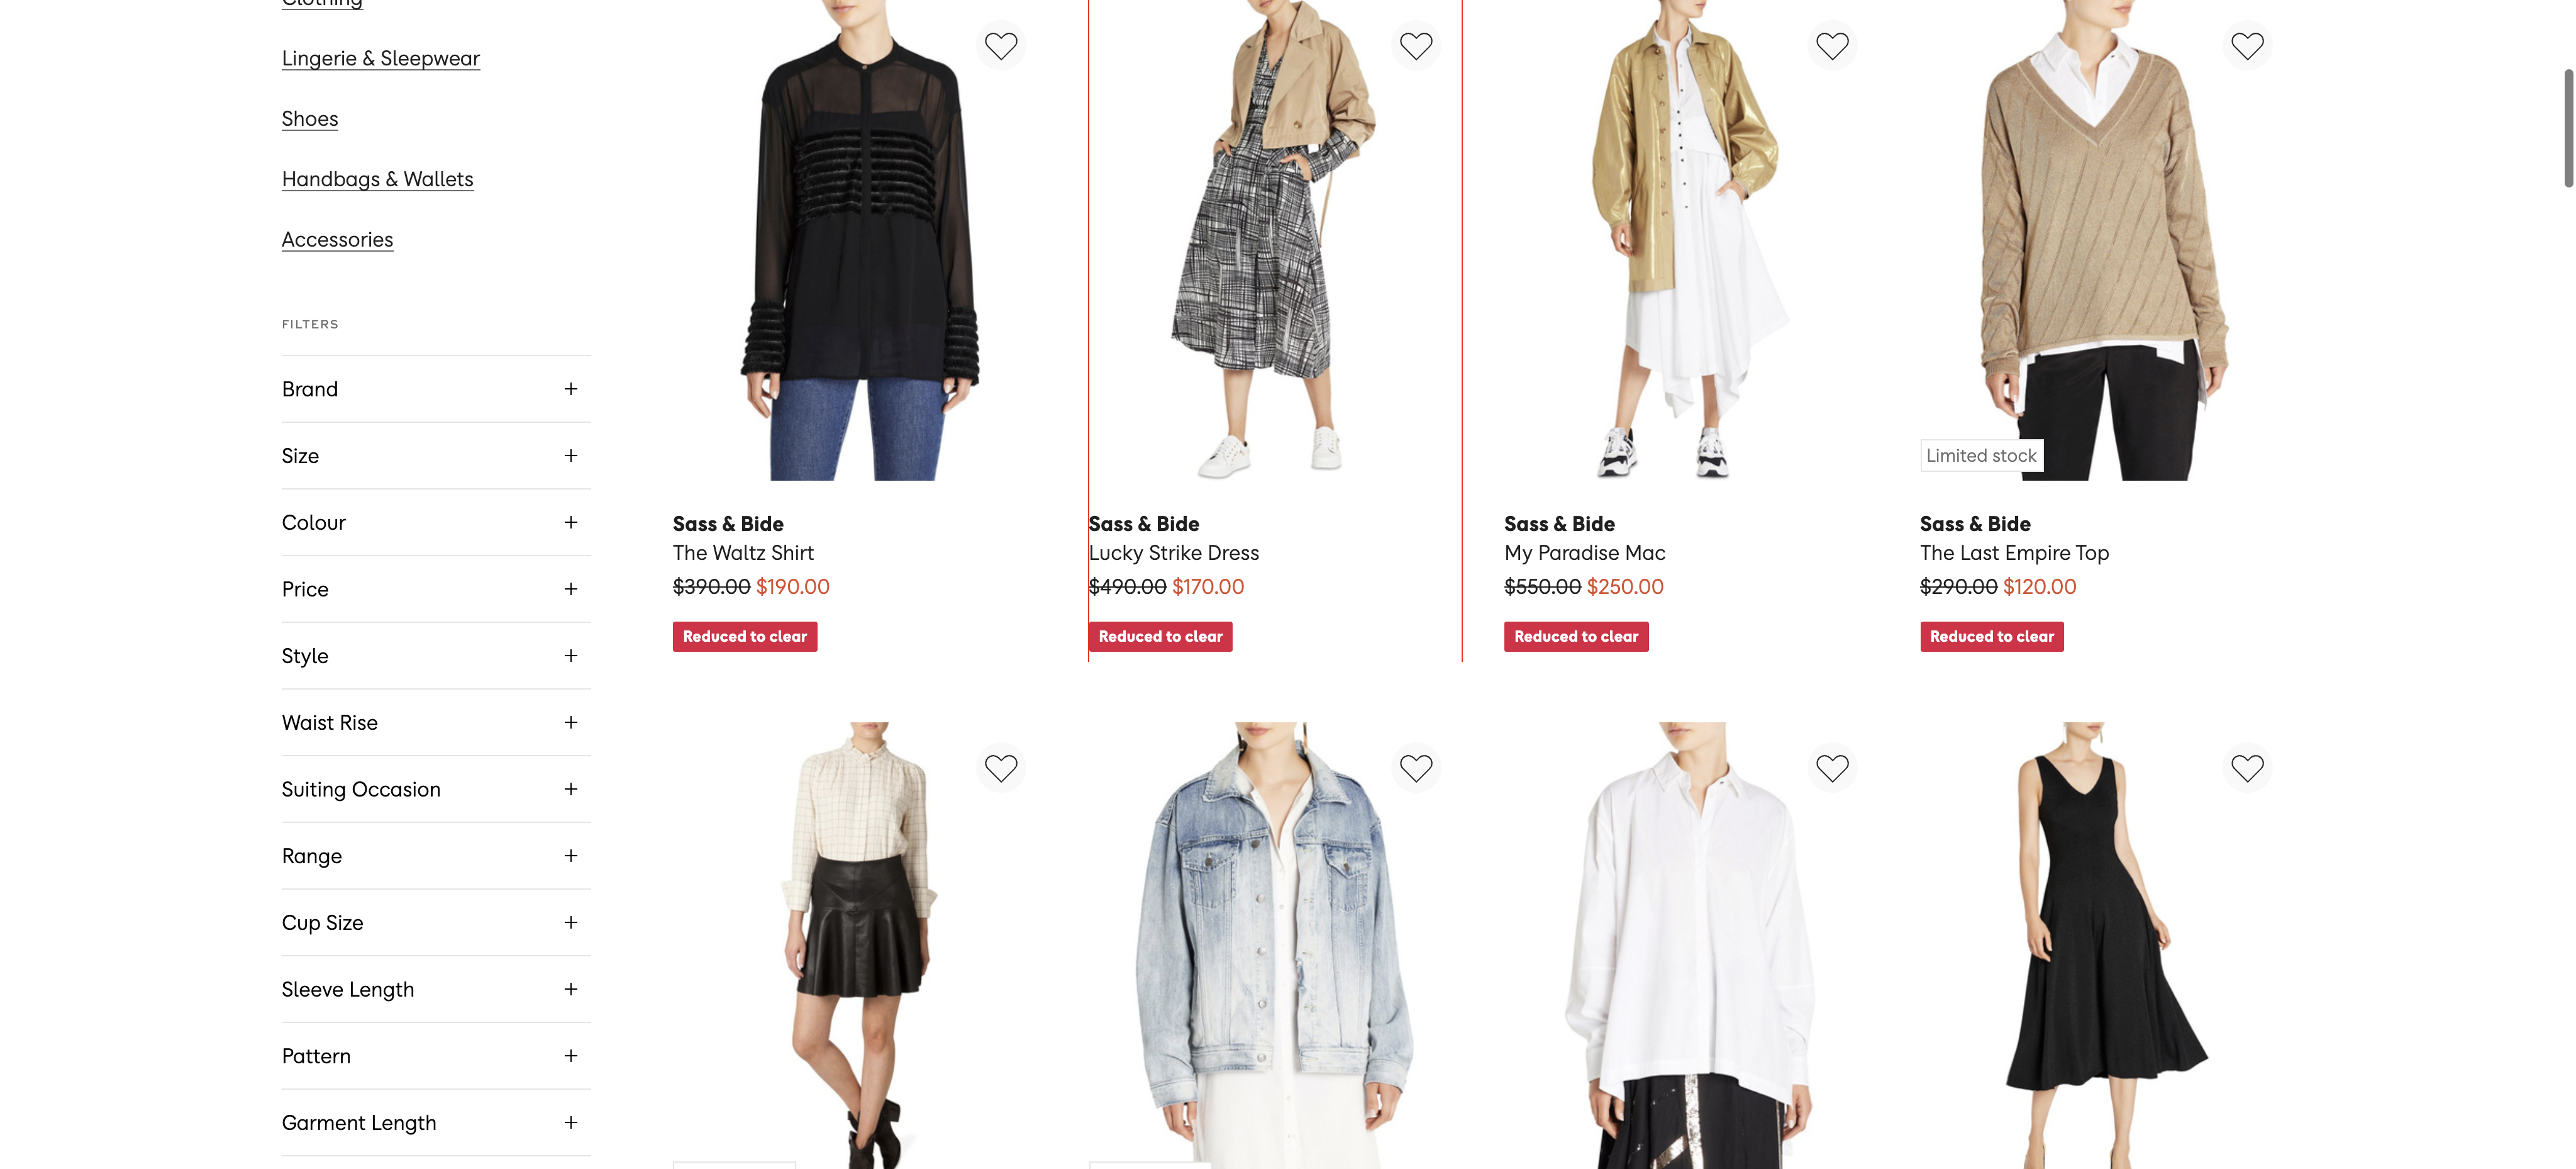 Clothing
Lingerie & Sleepwear
Shoes
Handbags & Wallets
Accessories
FILTERS
Brand
Size
Colour
Price
Style
Waist Rise
Suiting Occasion
Range
Cup Size
Sleeve Length
Pattern
Garment Length
Sass & Bide
The Waltz Shirt
$390.00 $190.00
Reduced to clear
Sass & Bide
Lucky Strike Dress
$490.00 $170.00
Reduced to clear
Sass & Bide
My Paradise Mac
$550.00 $250.00
Reduced to clear
Limited stock
Sass & Bide
The Last Empire Top
$290.00 $120.00
Reduced to clear